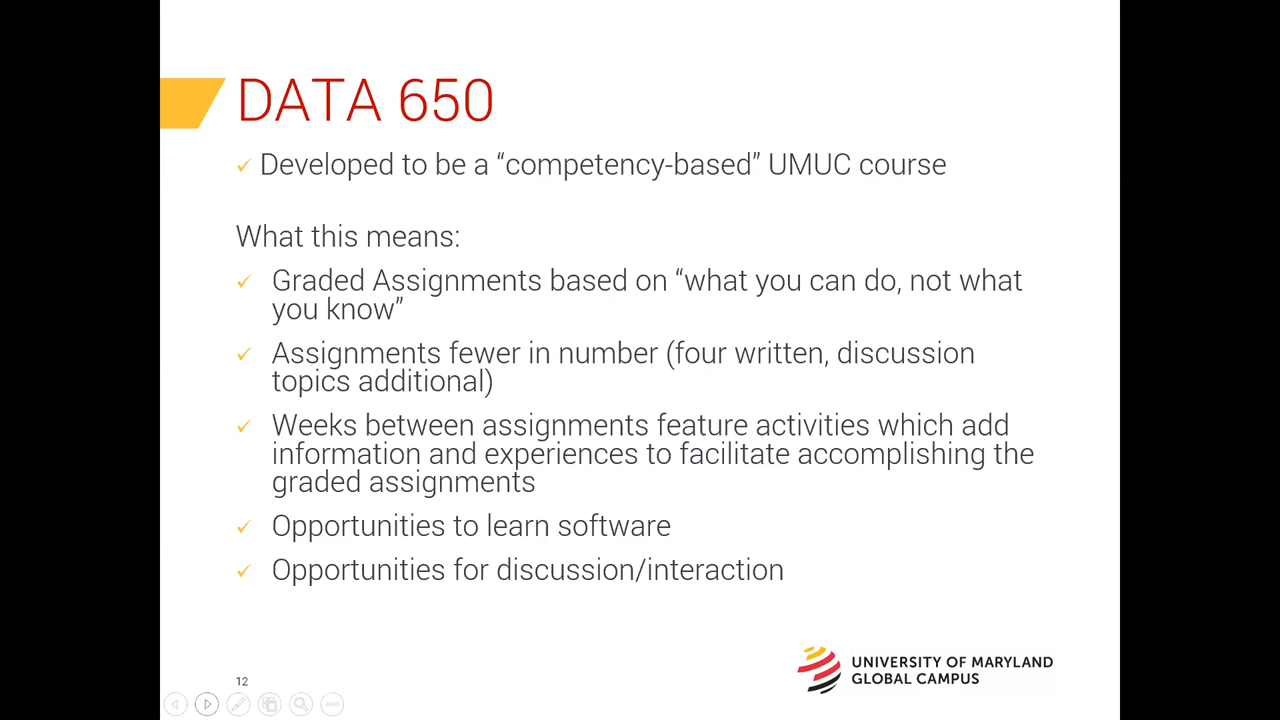 DATA 650
Developed to be a “competency-based” UMUC course
What this means:
Graded Assignments based on “what you can do, not what
you know”
Assignments fewer in number (four written, discussion
topics additional)
Weeks between assignments feature activities which add
information and experiences to facilitate accomplishing the
graded assignments
Opportunities to learn software
Opportunities for discussion/interaction
UNIVERSITY OF MARYLAND
GLOBAL CAMPUS
12